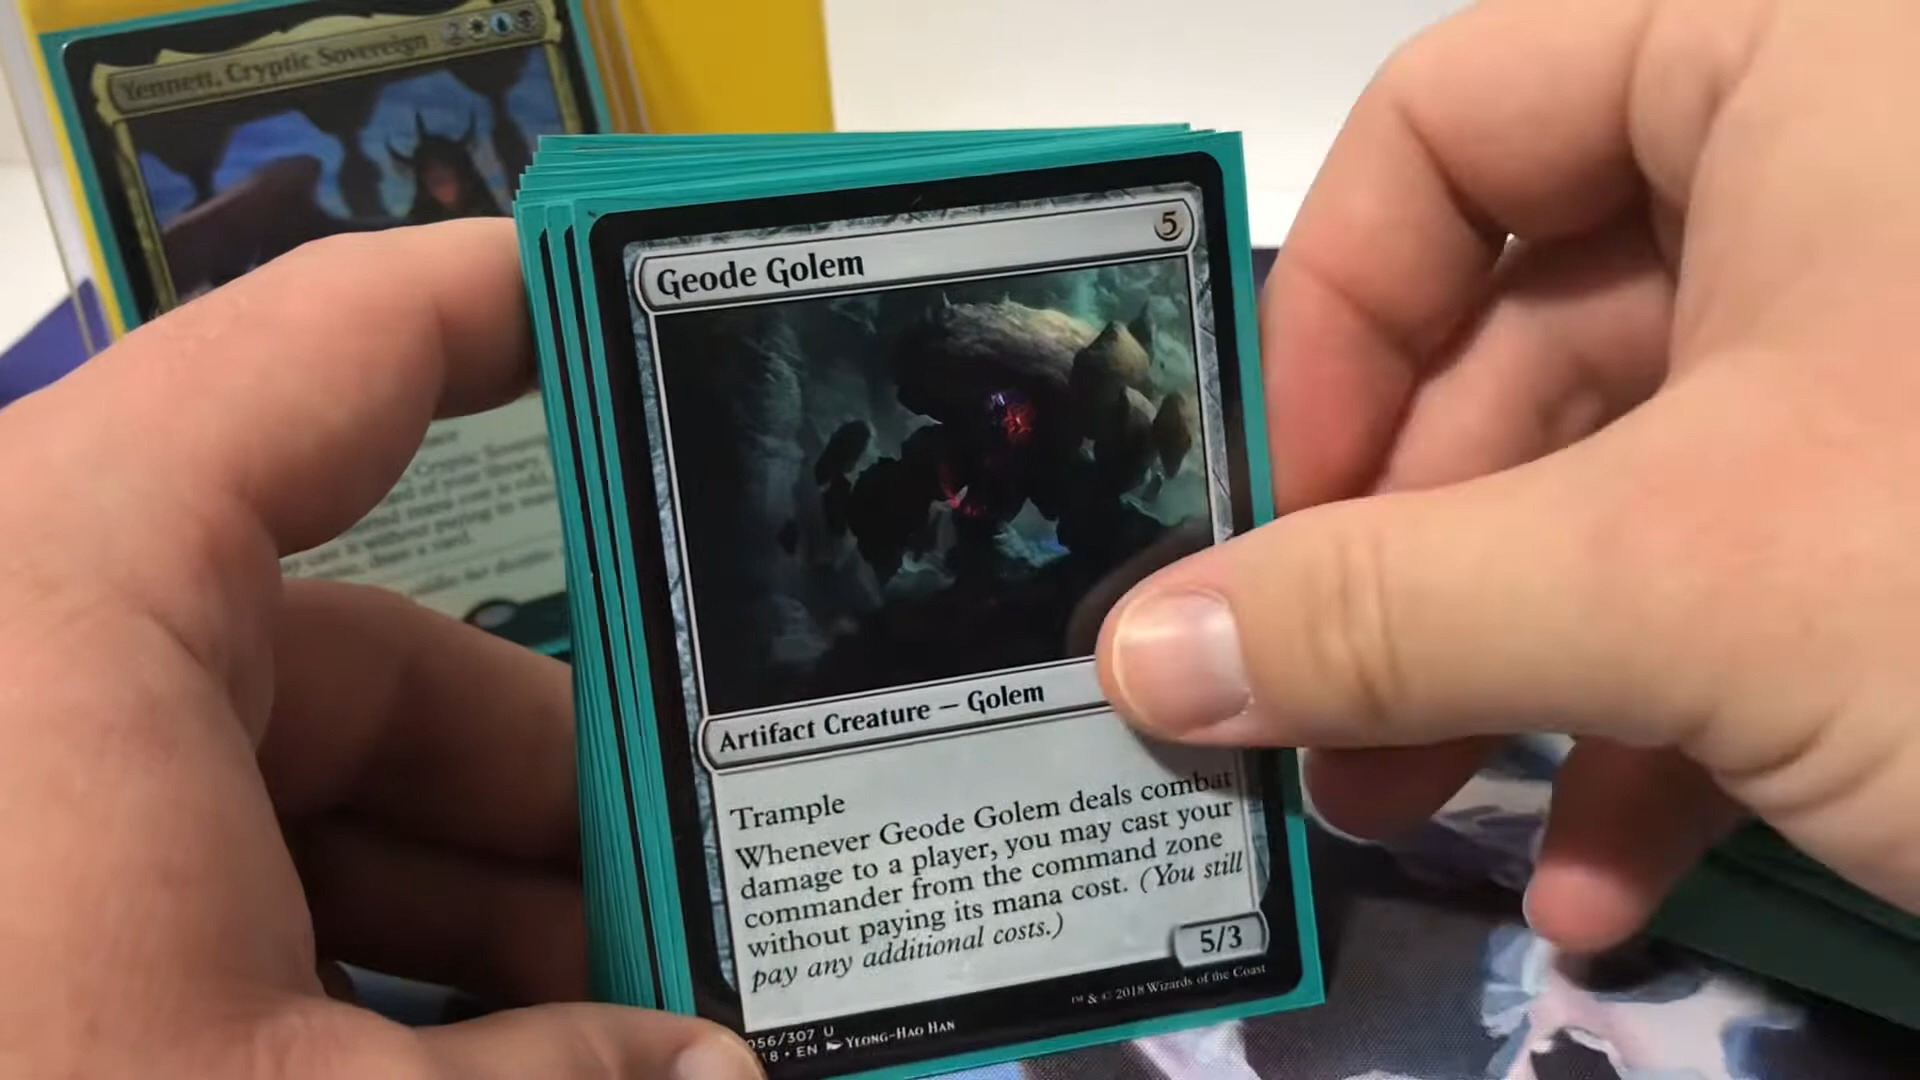 Yennett, Cryptic Sovereign 2
Geode Golem 5
Artifact Creature — Golem
Trample
Whenever Geode Golem deals combat
damage to a player, you may cast your
commander from the command zone
without paying its mana cost. (You still
pay any additional costs.)
5/3
™ & © 2018 Wizards of the Coast
056/307 U
18 • EN Yeong-Hao Han